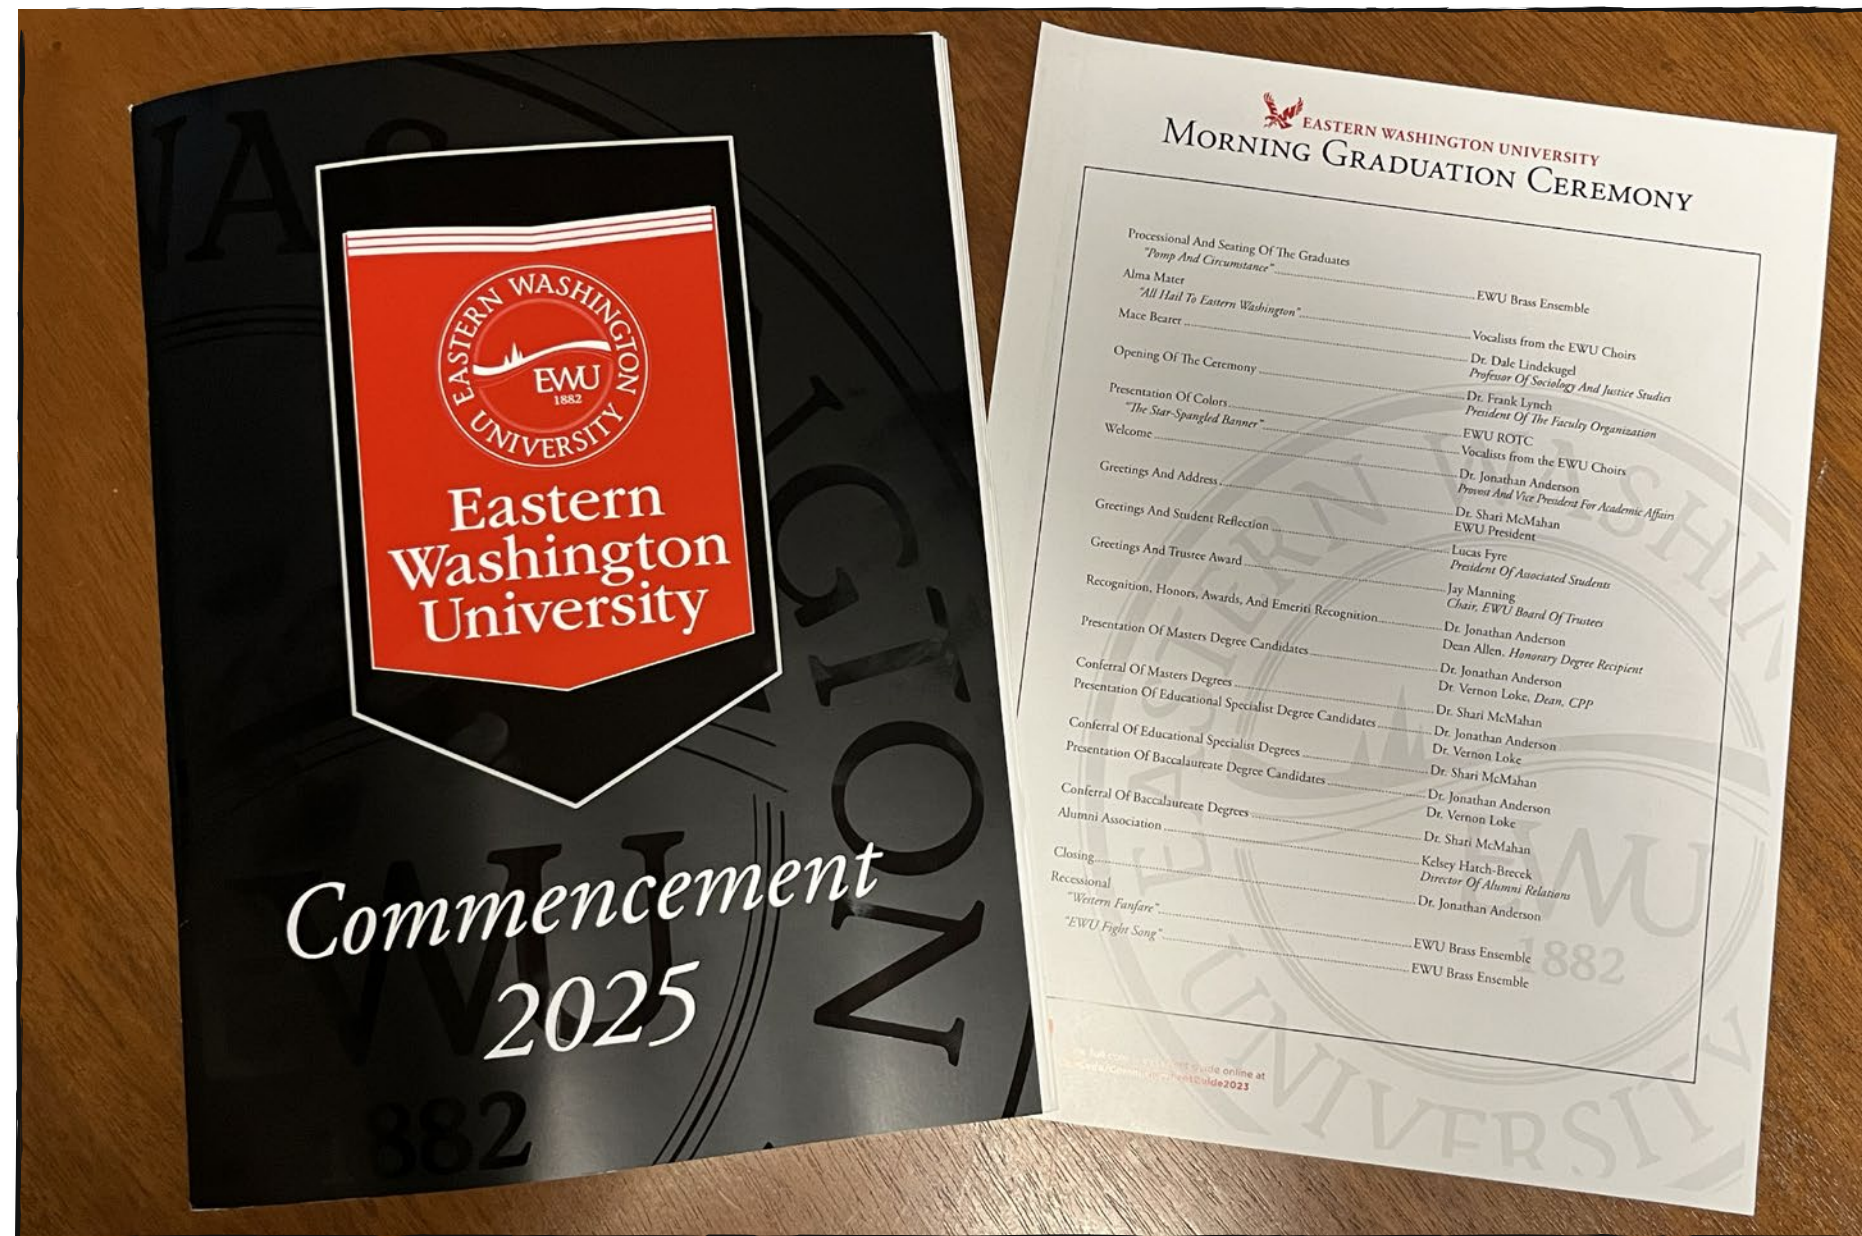 EASTERN WASHINGTON
UNIVERSITY
EWU
1882
Eastern
Washington
University
Commencement
2025
882
EASTERN WASHINGTON UNIVERSITY
MORNING GRADUATION CEREMONY
Processional And Seating Of The Graduates
"Pomp And Circumstance" EWU Brass Ensemble
Alma Mater
"All Hail To Eastern Washington" Vocalists from the EWU Choirs
Mace Bearer Dr. Dale Lindekugel
Professor Of Sociology And Justice Studies
Opening Of The Ceremony Dr. Frank Lynch
President Of The Faculty Organization
Presentation Of Colors EWU ROTC
"The Star-Spangled Banner" Vocalists from the EWU Choirs
Welcome Dr. Jonathan Anderson
Provost And Vice President For Academic Affairs
Greetings And Address Dr. Shari McMahan
EWU President
Greetings And Student Reflection Lucas Fyre
President Of Associated Students
Greetings And Trustee Award Jay Manning
Chair, EWU Board Of Trustees
Recognition, Honors, Awards, And Emeriti Recognition Dr. Jonathan Anderson
Dean Allen, Honorary Degree Recipient
Presentation Of Masters Degree Candidates Dr. Jonathan Anderson
Dr. Vernon Loke, Dean, CPP
Conferral Of Masters Degrees Dr. Shari McMahan
Presentation Of Educational Specialist Degree Candidates Dr. Jonathan Anderson
Dr. Vernon Loke
Conferral Of Educational Specialist Degrees Dr. Shari McMahan
Presentation Of Baccalaureate Degree Candidates Dr. Jonathan Anderson
Dr. Vernon Loke
Conferral Of Baccalaureate Degrees Dr. Shari McMahan
Alumni Association Kelsey Hatch-Brecek
Director Of Alumni Relations
Closing Dr. Jonathan Anderson
Recessional
"Western Fanfare" EWU Brass Ensemble
"EWU Fight Song" EWU Brass Ensemble
EASTERN WASHI
UNIVERSITY
EWU
1882
online at